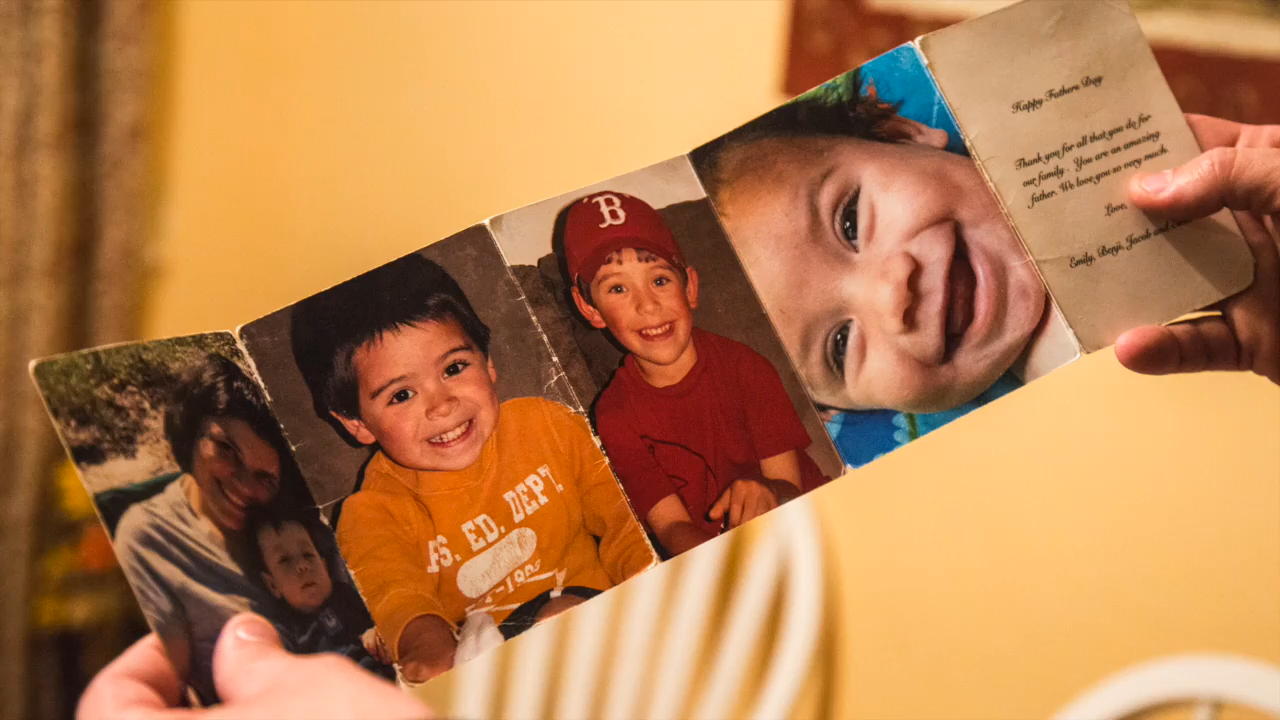 ED. DEPT.
B
Happy Fathers Day
Thank you for all that you do for
our family. You are an amazing
father. We love you so very much.
Love,
Emily, Benji, Jacob and